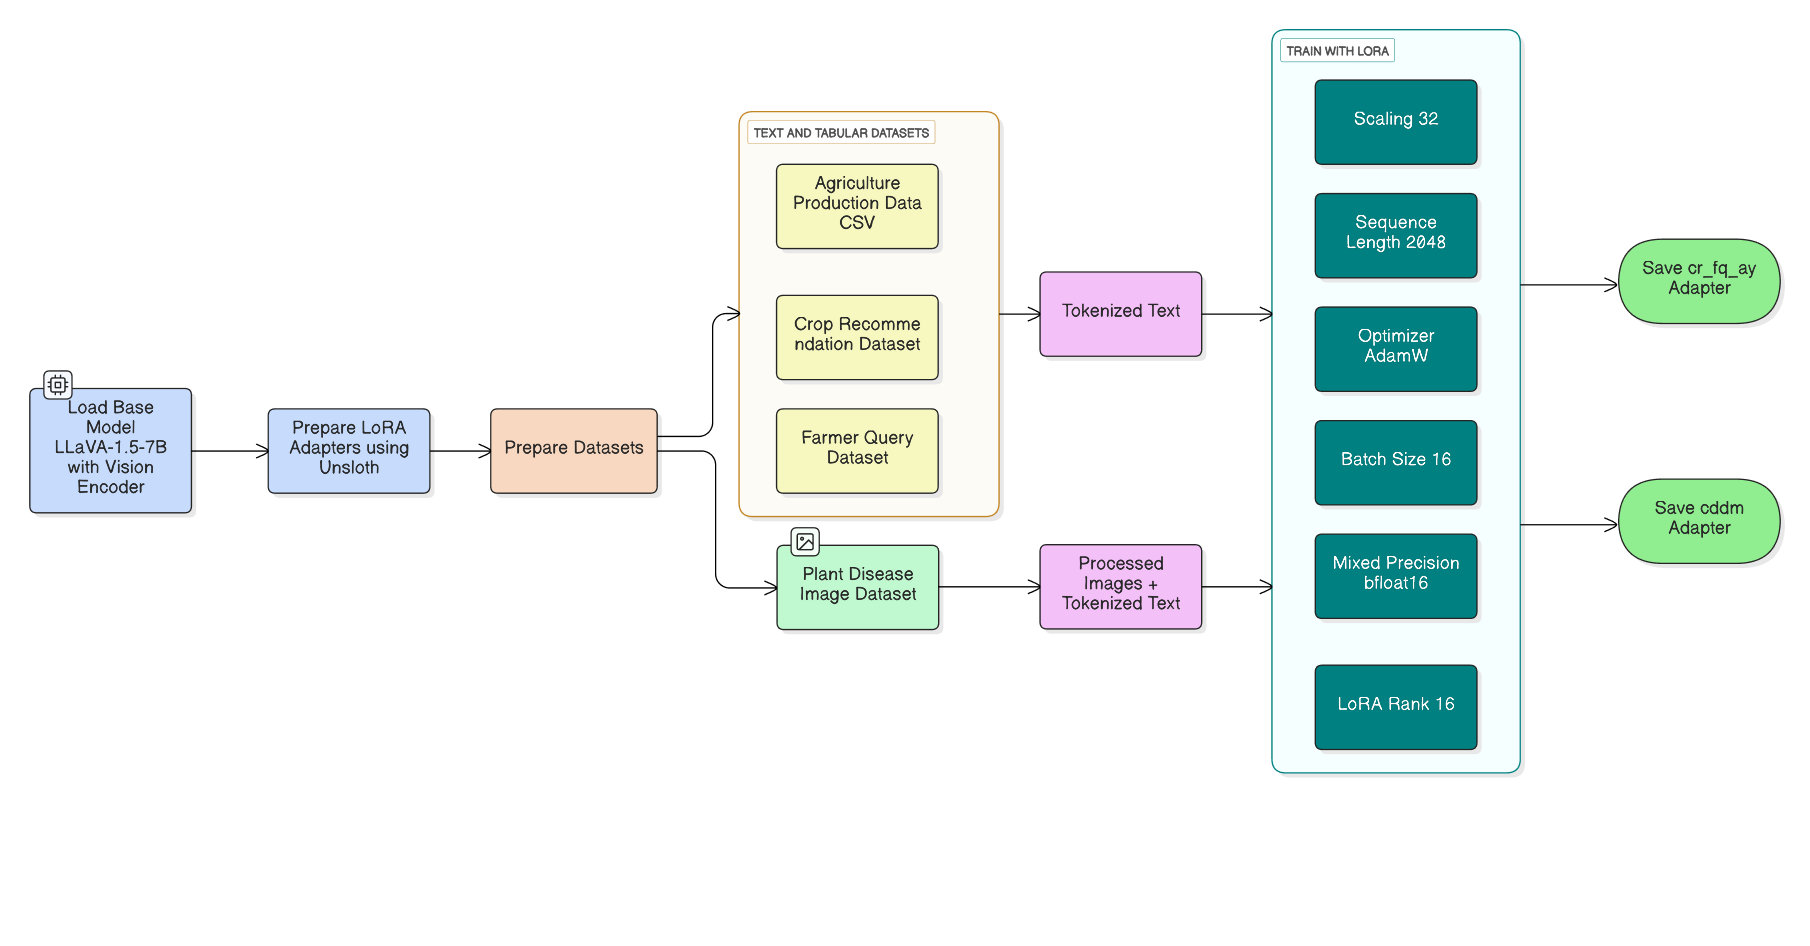 Load Base
Model
LLaVA-1.5-7B
with Vision
Encoder
Prepare LoRA
Adapters using
Unsloth
Prepare Datasets
TEXT AND TABULAR DATASETS
Agriculture
Production Data
CSV
Crop Recomme
ndation Dataset
Farmer Query
Dataset
Plant Disease
Image Dataset
Tokenized Text
Processed
Images +
Tokenized Text
TRAIN WITH LORA
Scaling 32
Sequence
Length 2048
Optimizer
AdamW
Batch Size 16
Mixed Precision
bfloat16
LoRA Rank 16
Save cr_fq_ay
Adapter
Save cddm
Adapter